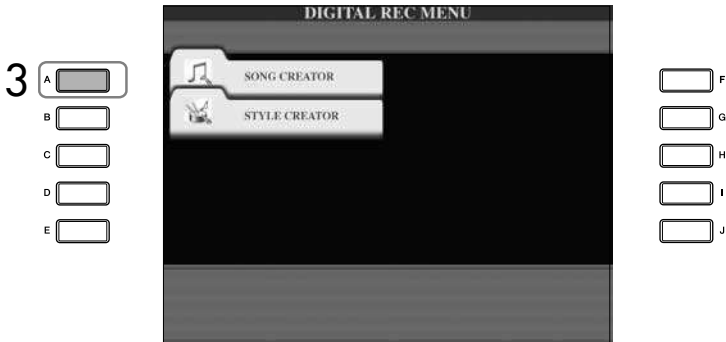 DIGITAL REC MENU
3
A
SONG CREATOR
F
B
STYLE CREATOR
G
C
H
D
I
E
J